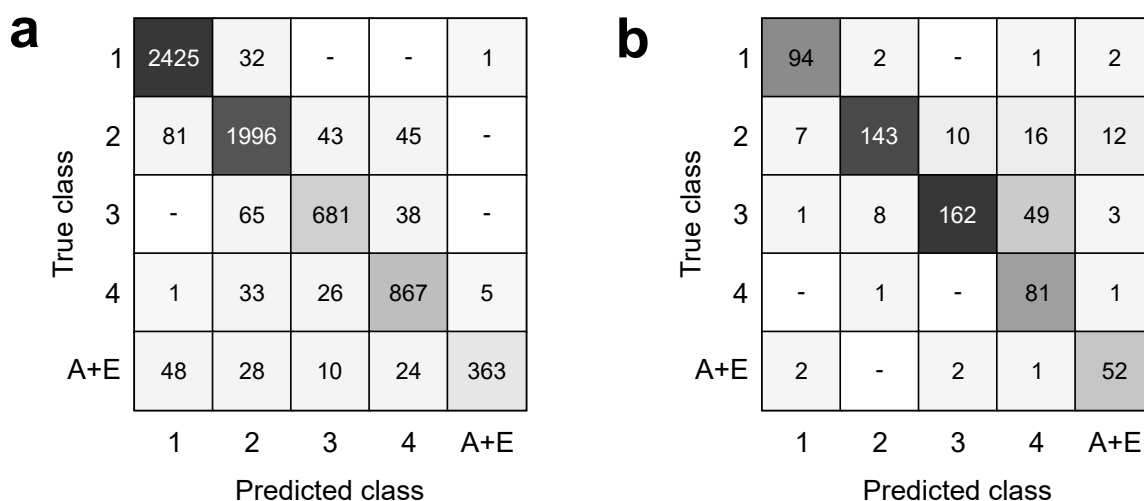 a
True class
1 2425 32 - - 1
2 81 1996 43 45 -
3 - 65 681 38 -
4 1 33 26 867 5
A+E 48 28 10 24 363
1 2 3 4 A+E
Predicted class
b
True class
1 94 2 - 1 2
2 7 143 10 16 12
3 1 8 162 49 3
4 - 1 - 81 1
A+E 2 - 2 1 52
1 2 3 4 A+E
Predicted class